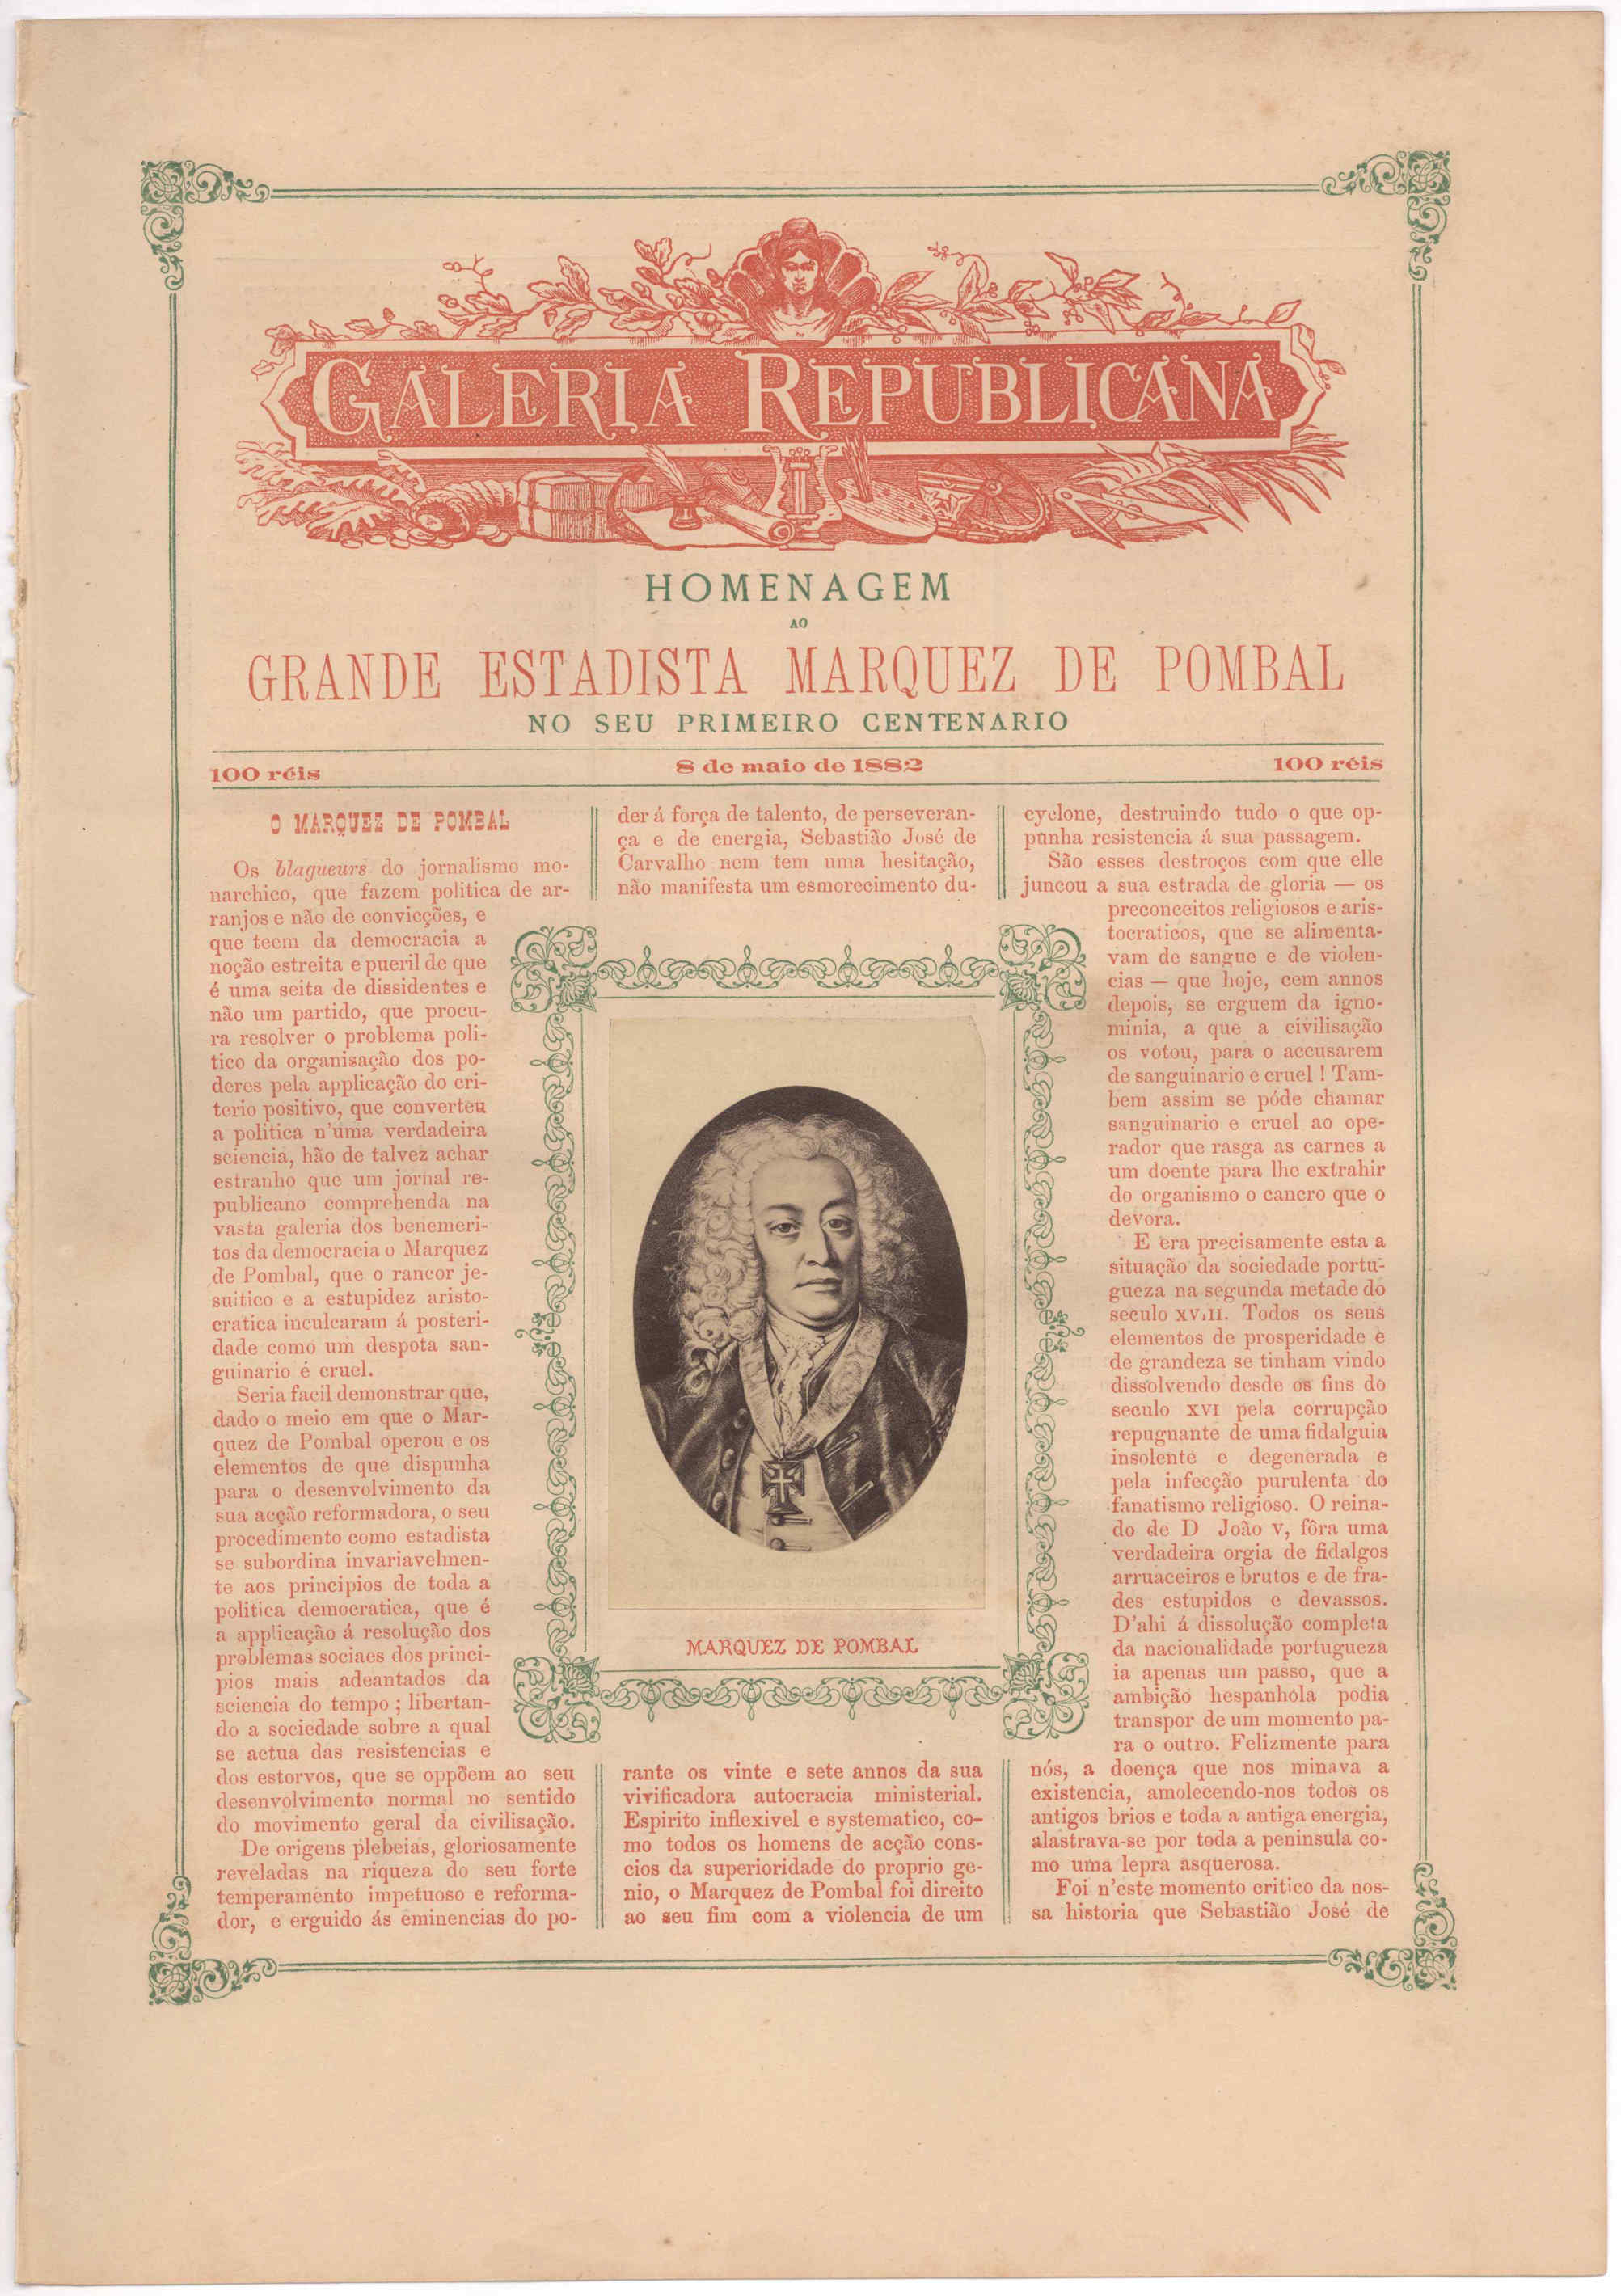 GALERIA REPUBLICANA
HOMENAGEM
AO
GRANDE ESTADISTA MARQUEZ DE POMBAL
NO SEU PRIMEIRO CENTENARIO
100 réis
8 de maio de 1882
100 réis
O MARQUEZ DE POMBAL
Os blagueurs do jornalismo mo-
narchico, que fazem politica de ar-
ranjos e não de convicções, e
que teem da democracia a
noção estreita e pueril de que
é uma seita de dissidentes e
não um partido, que procu-
ra resolver o problema poli-
tico da organisação dos po-
deres pela applicação do cri-
terio positivo, que converteu
a politica n'uma verdadeira
sciencia, hão de talvez achar
estranho que um jornal re-
publicano comprehenda na
vasta galeria dos benemeri-
tos da democracia o Marquez
de Pombal, que o rancor je-
suitico e a estupidez aristo-
cratica inculcaram á posteri-
dade como um despota san-
guinario é cruel.
Seria facil demonstrar que,
dado o meio em que o Mar-
quez de Pombal operou e os
elementos de que dispunha
para o desenvolvimento da
sua acção reformadora, o seu
procedimento como estadista
se subordina invariavelmen-
te aos principios de toda a
politica democratica, que é
a applicação á resolução dos
problemas sociaes dos princi-
pios mais adeantados da
sciencia do tempo ; libertan-
do a sociedade sobre a qual
se actua das resistencias e
dos estorvos, que se oppõem ao seu
desenvolvimento normal no sentido
do movimento geral da civilisação.
De origens plebeias, gloriosamente
reveladas na riqueza do seu forte
temperamento impetuoso e reforma-
dor, e erguido ás eminencias do po-
der á força de talento, de perseveran-
ça e de energia, Sebastião José de
Carvalho nem tem uma hesitação,
não manifesta um esmorecimento du-
MARQUEZ DE POMBAL
rante os vinte e sete annos da sua
vivificadora autocracia ministerial.
Espirito inflexivel e systematico, co-
mo todos os homens de acção cons-
cios da superioridade do proprio ge-
nio, o Marquez de Pombal foi direito
ao seu fim com a violencia de um
cyclone, destruindo tudo o que op-
punha resistencia á sua passagem.
São esses destroços com que elle
juncou a sua estrada de gloria — os
preconceitos religiosos e aris-
tocraticos, que se alimenta-
vam de sangue e de violen-
cias — que hoje, cem annos
depois, se erguem da igno-
minia, a que a civilisação
os votou, para o accusarem
de sanguinario e cruel ! Tam-
bem assim se póde chamar
sanguinario e cruel ao ope-
rador que rasga as carnes a
um doente para lhe extrahir
do organismo o cancro que o
devora.
E era precisamente esta a
situação da sociedade portu-
gueza na segunda metade do
seculo XVIII. Todos os seus
elementos de prosperidade e
de grandeza se tinham vindo
dissolvendo desde os fins do
seculo XVI pela corrupção
repugnante de uma fidalguia
insolente e degenerada e
pela infecção purulenta do
fanatismo religioso. O reina-
do de D João V, fôra uma
verdadeira orgia de fidalgos
arruaceiros e brutos e de fra-
des estupidos e devassos.
D'ahi á dissolução completa
da nacionalidade portugueza
ia apenas um passo, que a
ambição hespanhola podia
transpor de um momento pa-
ra o outro. Felizmente para
nós, a doença que nos minava a
existencia, amolecendo-nos todos os
antigos brios e toda a antiga energia,
alastrava-se por toda a peninsula co-
mo uma lepra asquerosa.
Foi n'este momento critico da nos-
sa historia que Sebastião José de